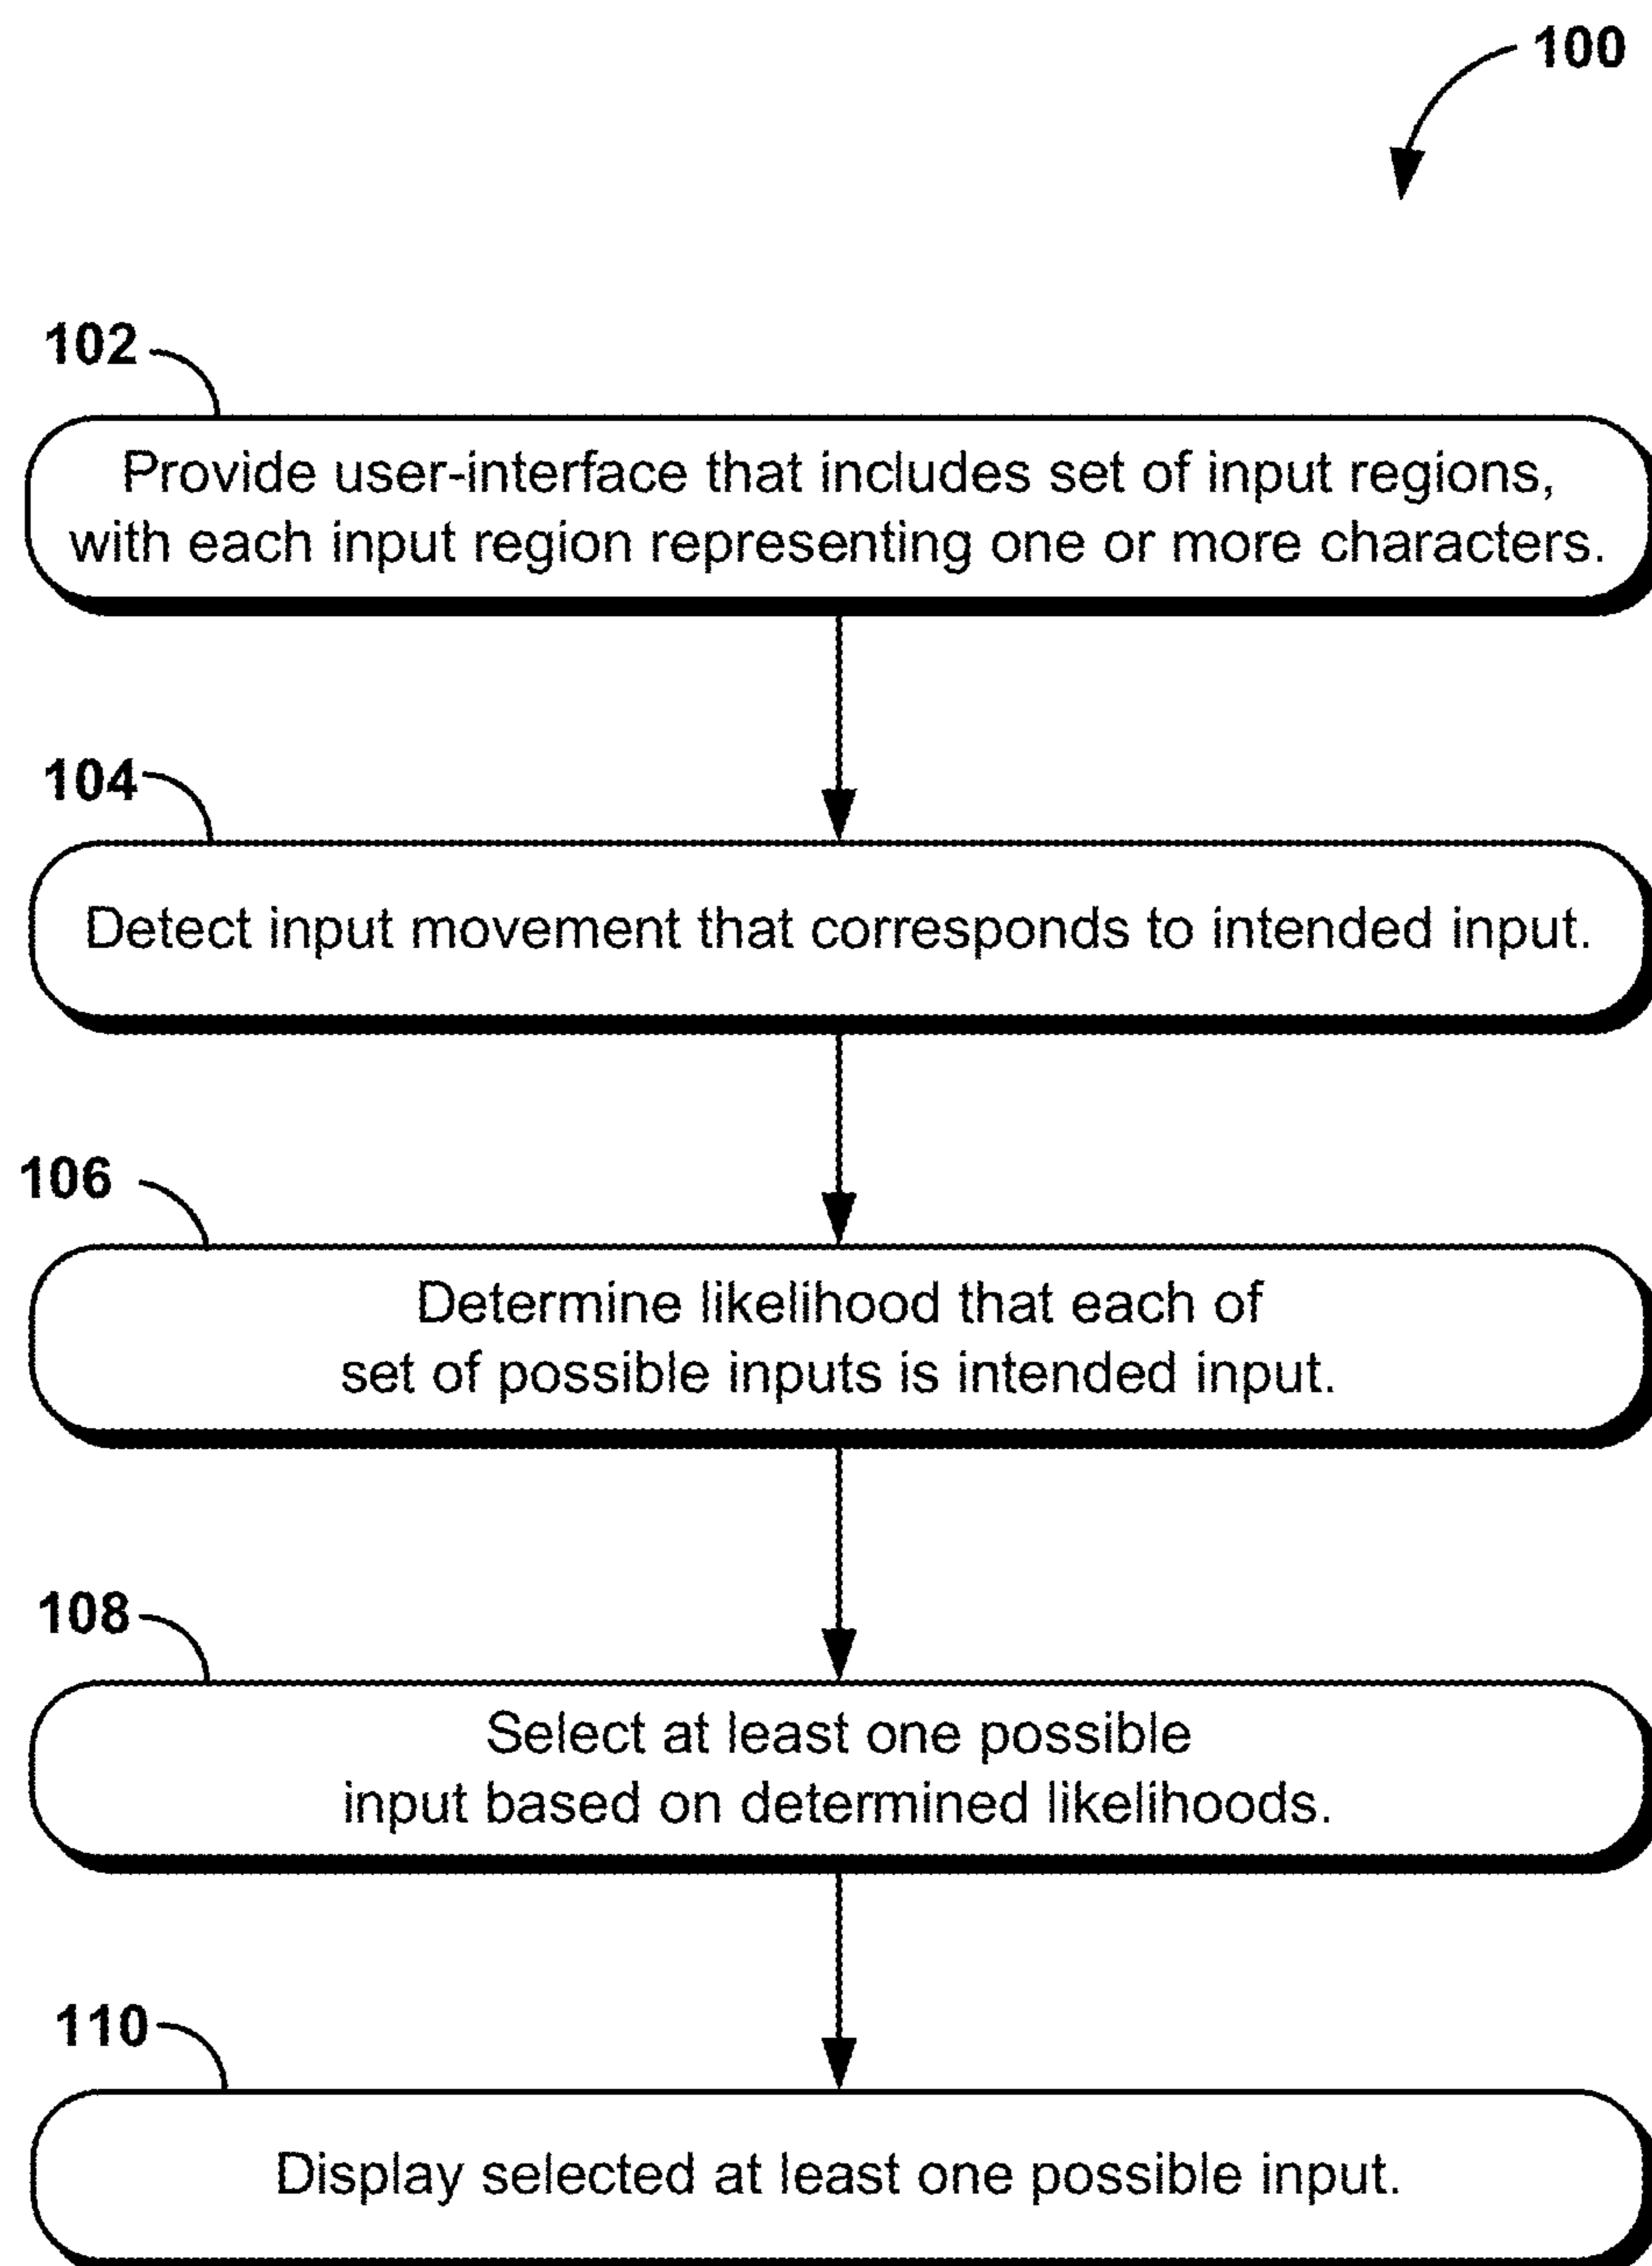 100
102
Provide user-interface that includes set of input regions,
with each input region representing one or more characters.
104
Detect input movement that corresponds to intended input.
106
Determine likelihood that each of
set of possible inputs is intended input.
108
Select at least one possible
input based on determined likelihoods.
110
Display selected at least one possible input.